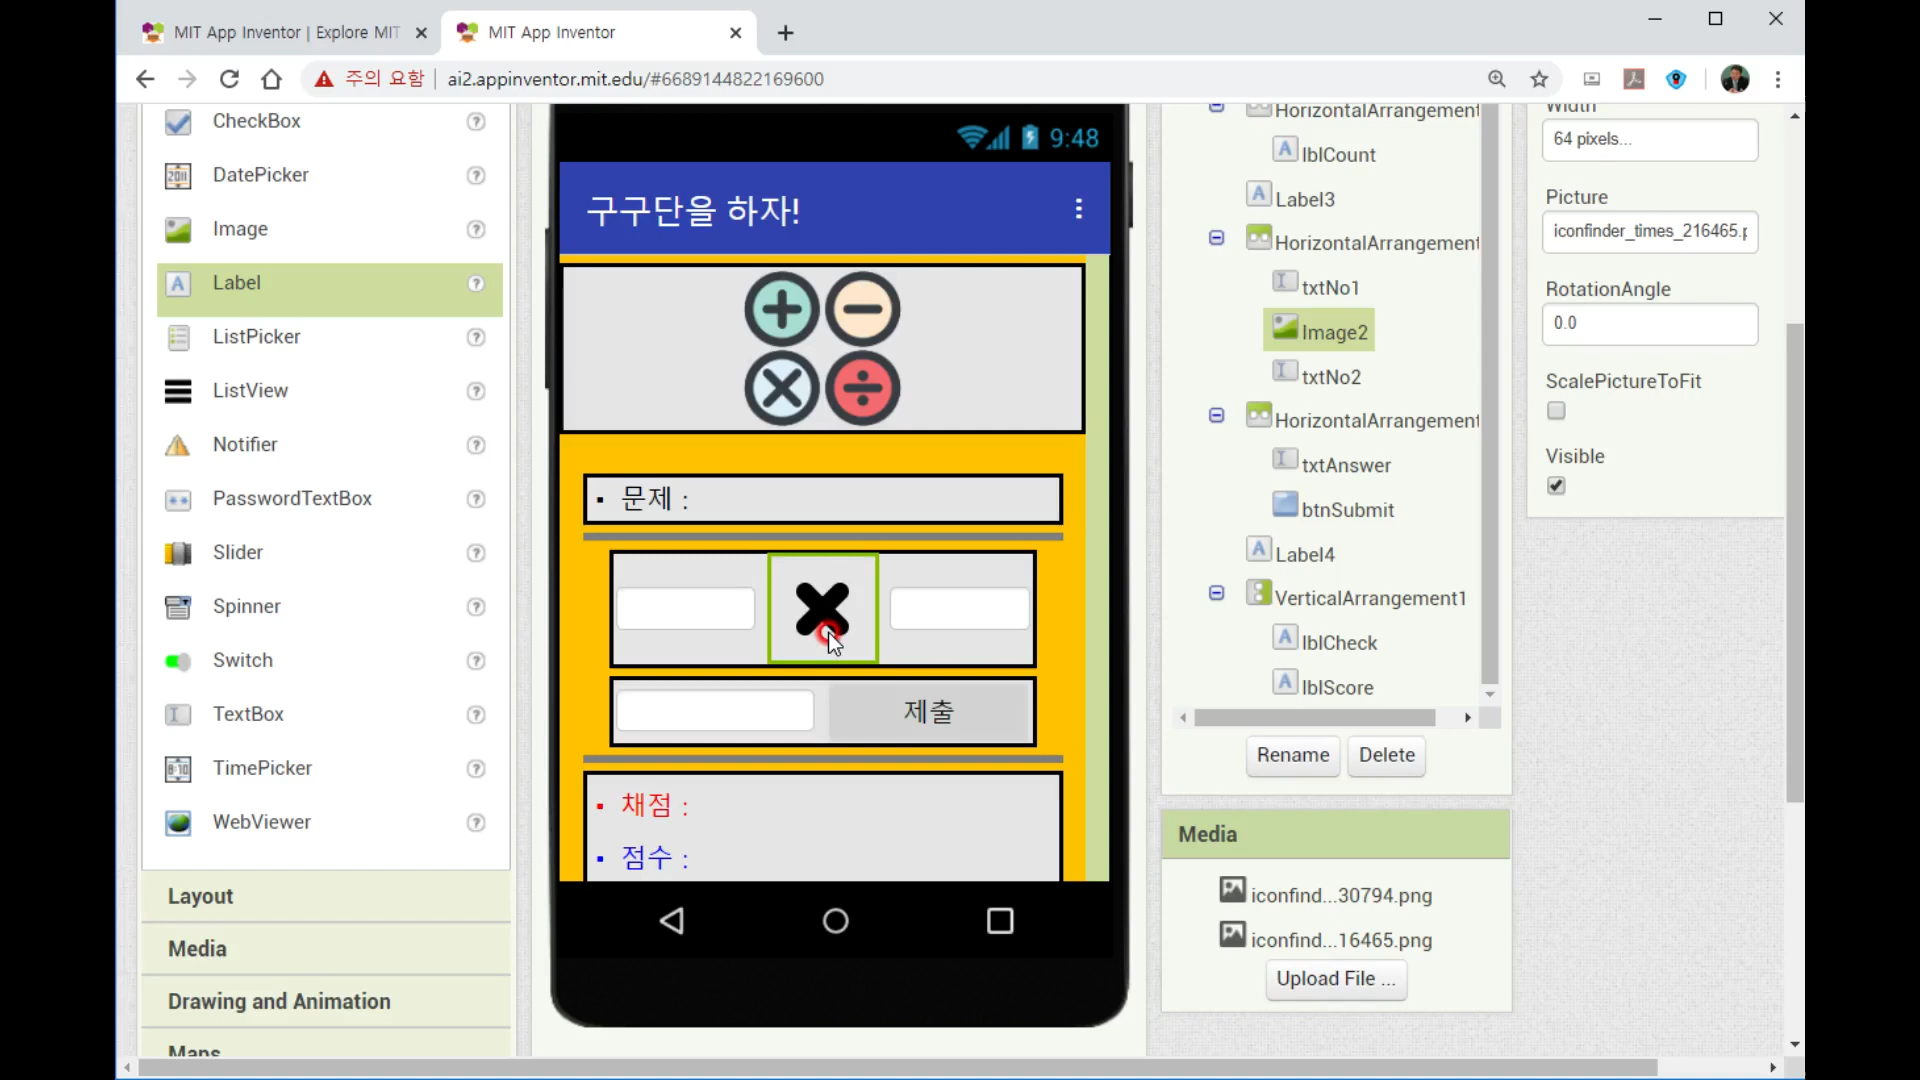 MIT App Inventor | Explore MIT
MIT App Inventor
주의 요함
ai2.appinventor.mit.edu/#6689144822169600
CheckBox
DatePicker
Image
Label
ListPicker
ListView
Notifier
PasswordTextBox
Slider
Spinner
Switch
TextBox
TimePicker
WebViewer
Layout
Media
Drawing and Animation
Maps
9:48
구구단을 하자!
▪ 문제 :
제출
▪ 채점 :
▪ 점수 :
HorizontalArrangement
lblCount
Label3
HorizontalArrangement
txtNo1
Image2
txtNo2
HorizontalArrangement
txtAnswer
btnSubmit
Label4
VerticalArrangement1
lblCheck
lblScore
Rename
Delete
Media
iconfind...30794.png
iconfind...16465.png
Upload File ...
Width
64 pixels...
Picture
iconfinder_times_216465.p
RotationAngle
0.0
ScalePictureToFit
Visible